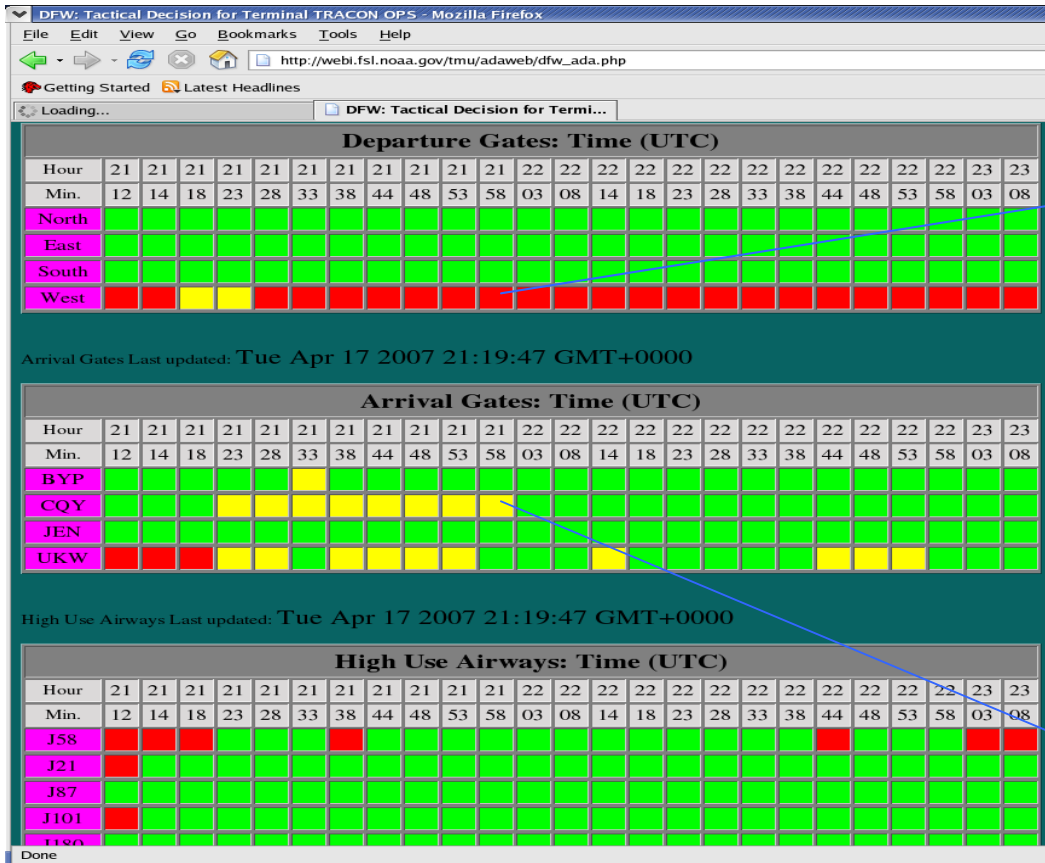 DFW: Tactical Decision for Terminal TRACON OPS - Mozilla Firefox
File Edit View Go Bookmarks Tools Help
http://webi.fsl.noaa.gov/tmu/adaweb/dfw_ada.php
Getting Started Latest Headlines
Loading... DFW: Tactical Decision for Termi...
Departure Gates: Time (UTC)
Hour 21 21 21 21 21 21 21 21 21 21 21 22 22 22 22 22 22 22 22 22 22 22 22 23 23
Min. 12 14 18 23 28 33 38 44 48 53 58 03 08 14 18 23 28 33 38 44 48 53 58 03 08
North
East
South
West
Arrival Gates Last updated: Tue Apr 17 2007 21:19:47 GMT+0000
Arrival Gates: Time (UTC)
Hour 21 21 21 21 21 21 21 21 21 21 21 22 22 22 22 22 22 22 22 22 22 22 22 23 23
Min. 12 14 18 23 28 33 38 44 48 53 58 03 08 14 18 23 28 33 38 44 48 53 58 03 08
BYP
CQY
JEN
UKW
High Use Airways Last updated: Tue Apr 17 2007 21:19:47 GMT+0000
High Use Airways: Time (UTC)
Hour 21 21 21 21 21 21 21 21 21 21 21 22 22 22 22 22 22 22 22 22 22 22 22 23 23
Min. 12 14 18 23 28 33 38 44 48 53 58 03 08 14 18 23 28 33 38 44 48 53 58 03 08
J58
J21
J87
J101
J180
Done